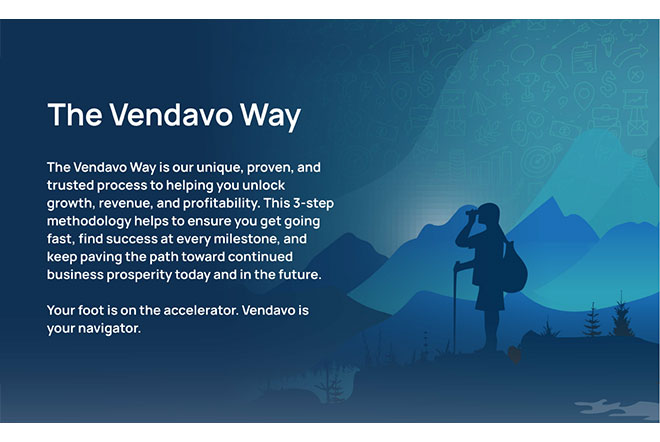 The Vendavo Way
The Vendavo Way is our unique, proven, and
trusted process to helping you unlock
growth, revenue, and profitability. This 3-step
methodology helps to ensure you get going
fast, find success at every milestone, and
keep paving the path toward continued
business prosperity today and in the future.
Your foot is on the accelerator. Vendavo is
your navigator.